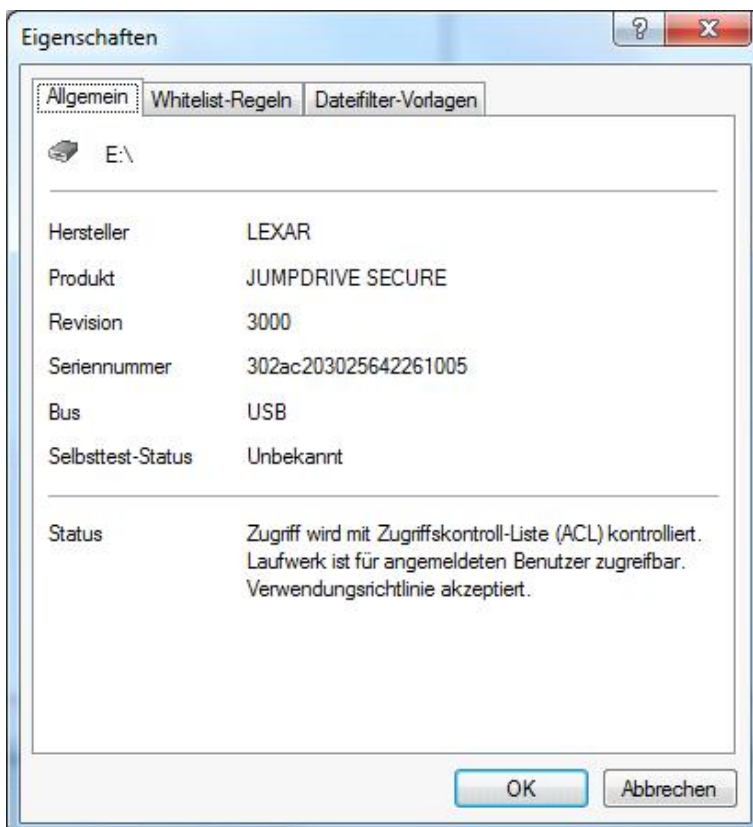 Eigenschaften
?
X
Allgemein Whitelist-Regeln Dateifilter-Vorlagen
E:\
Hersteller LEXAR
Produkt JUMPDRIVE SECURE
Revision 3000
Seriennummer 302ac203025642261005
Bus USB
Selbsttest-Status Unbekannt
Status Zugriff wird mit Zugriffskontroll-Liste (ACL) kontrolliert.
Laufwerk ist für angemeldeten Benutzer zugreifbar.
Verwendungsrichtlinie akzeptiert.
OK Abbrechen